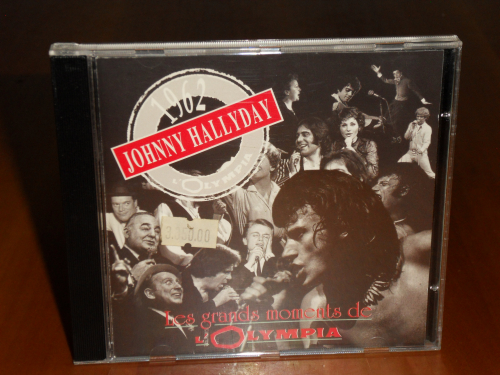 1962
JOHNNY HALLYDAY
L'OLYMPIA
Les grands moments de
L'OLYMPIA